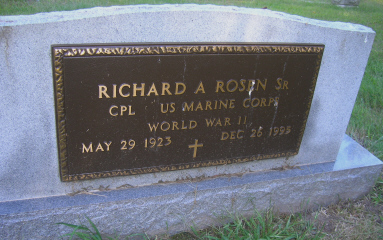 RICHARD A ROSEN SR
CPL US MARINE CORPS
WORLD WAR II
MAY 29 1923 DEC 26 1995